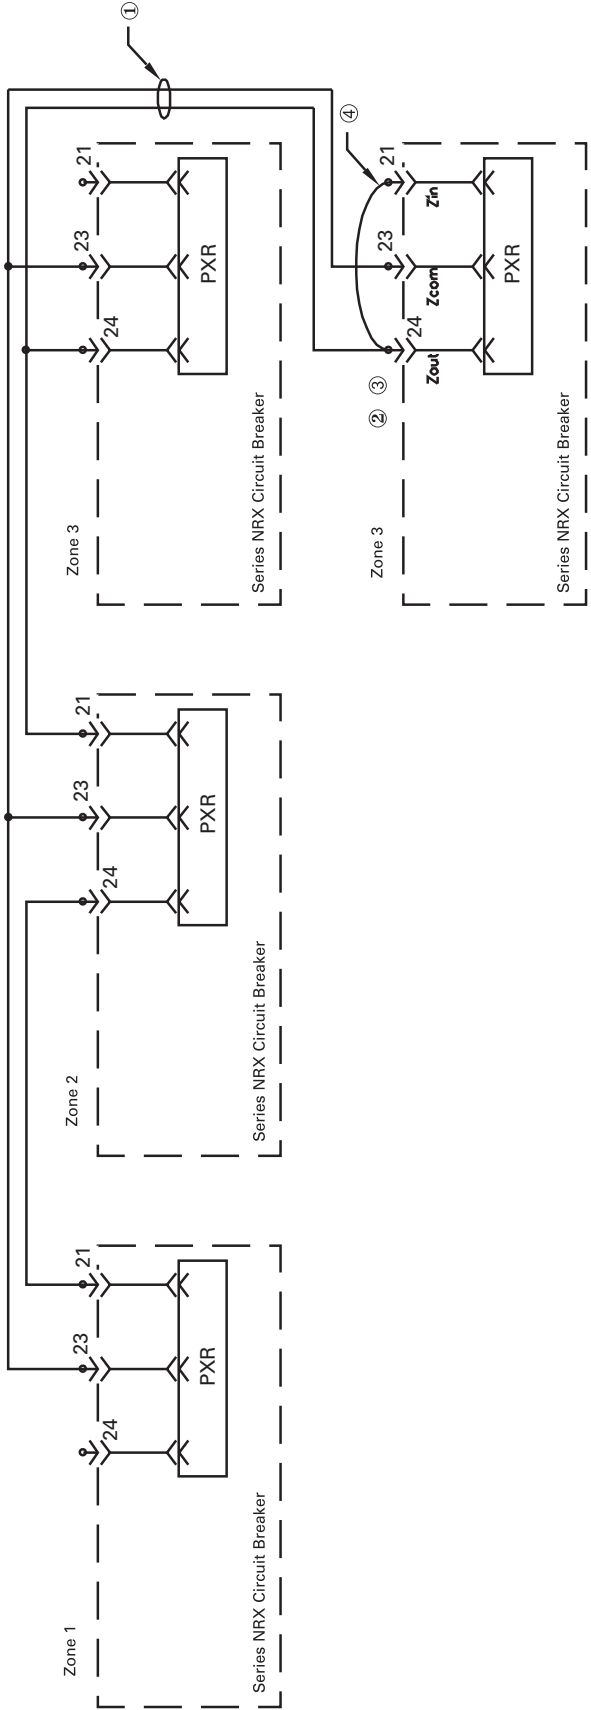 Zone 1
24
23
21
PXR
Series NRX Circuit Breaker
Zone 2
24
23
21
PXR
Series NRX Circuit Breaker
Zone 3
24
23
21
PXR
Series NRX Circuit Breaker
①
Zone 3
② ③
④
24
23
21
Zout
Zcom
Zin
PXR
Series NRX Circuit Breaker